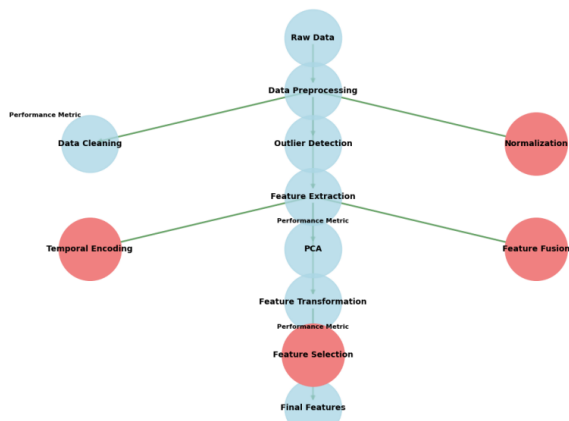 Raw Data
Data Preprocessing
Performance Metric
Data Cleaning
Outlier Detection
Normalization
Feature Extraction
Performance Metric
Temporal Encoding
PCA
Feature Fusion
Feature Transformation
Performance Metric
Feature Selection
Final Features